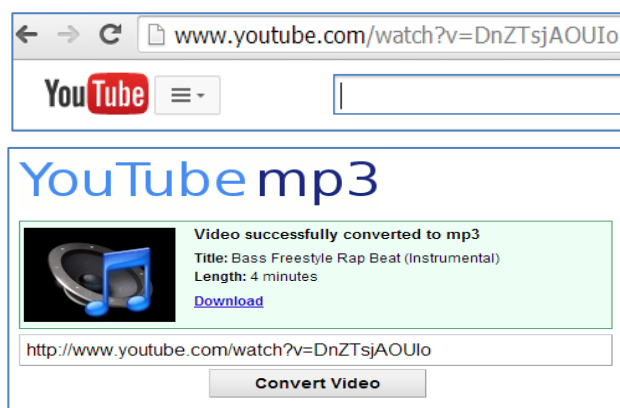 www.youtube.com/watch?v=DnZTsjAOUIo
YouTube
YouTube mp3
Video successfully converted to mp3
Title: Bass Freestyle Rap Beat (Instrumental)
Length: 4 minutes
Download
http://www.youtube.com/watch?v=DnZTsjAOUIo
Convert Video